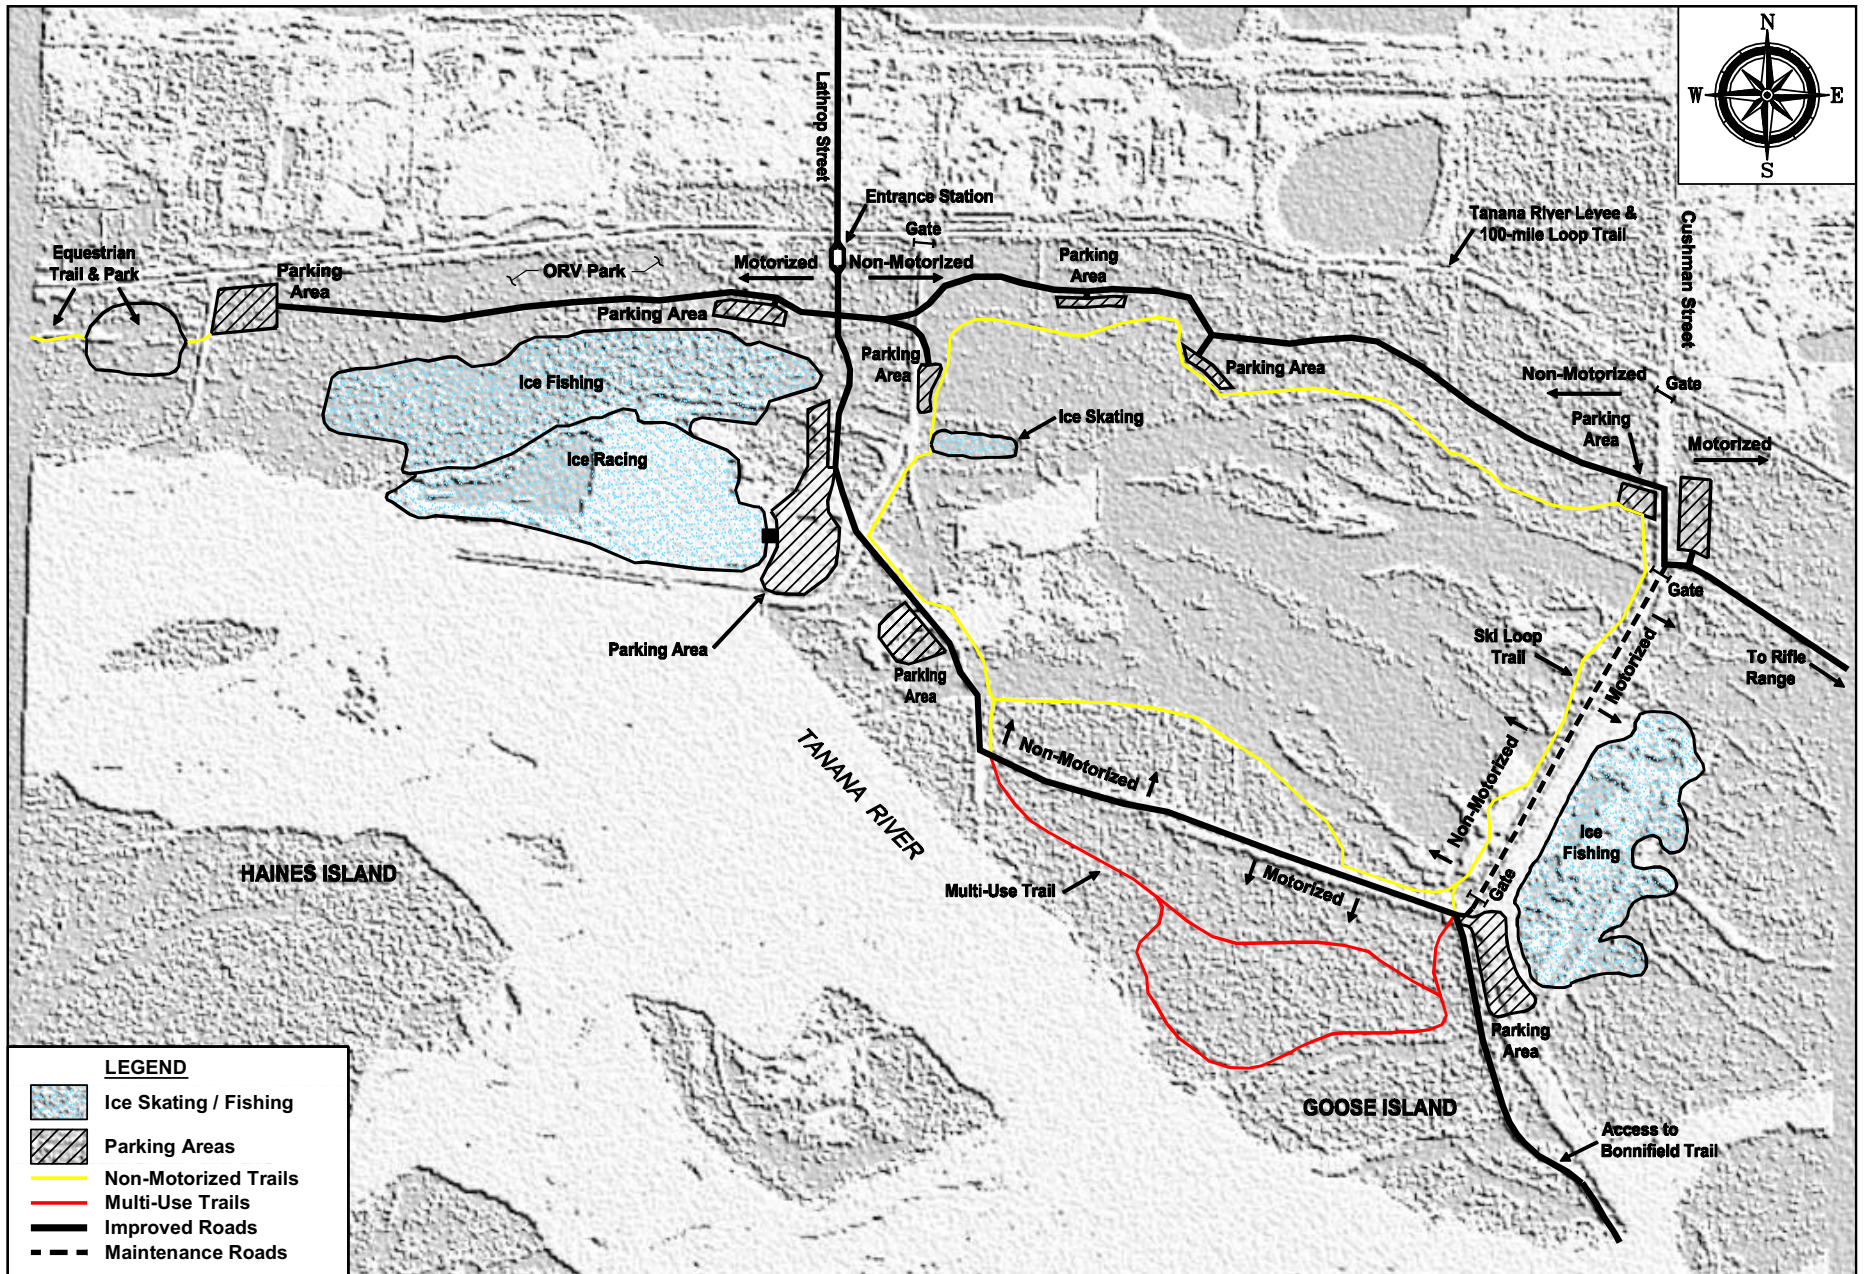 N
W E
S
Lathrop Street
Entrance Station
Gate
Tanana River Levee &
100-mile Loop Trail
Cushman Street
Equestrian
Trail & Park
Parking
Area
ORV Park
Motorized
Non-Motorized
Parking
Area
Parking Area
Parking
Area
Parking Area
Non-Motorized
Gate
Ice Fishing
Ice Skating
Parking
Area
Motorized
Ice Racing
Gate
Parking Area
Parking
Area
Ski Loop
Trail
Motorized
To Rifle
Range
TANANA RIVER
Non-Motorized
Non-Motorized
Ice
Fishing
HAINES ISLAND
Multi-Use Trail
Motorized
Gate
Parking
Area
GOOSE ISLAND
Access to
Bonnifield Trail
LEGEND
Ice Skating / Fishing
Parking Areas
Non-Motorized Trails
Multi-Use Trails
Improved Roads
Maintenance Roads